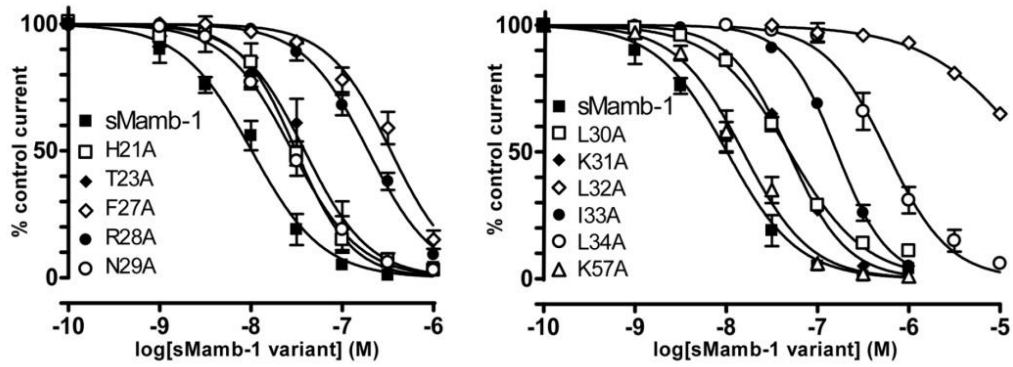 % control current
100
50
0
sMamb-1
H21A
T23A
F27A
R28A
N29A
-10 -9 -8 -7 -6
log[sMamb-1 variant] (M)
% control current
100
50
0
sMamb-1
L30A
K31A
L32A
I33A
L34A
K57A
-10 -9 -8 -7 -6 -5
log[sMamb-1 variant] (M)